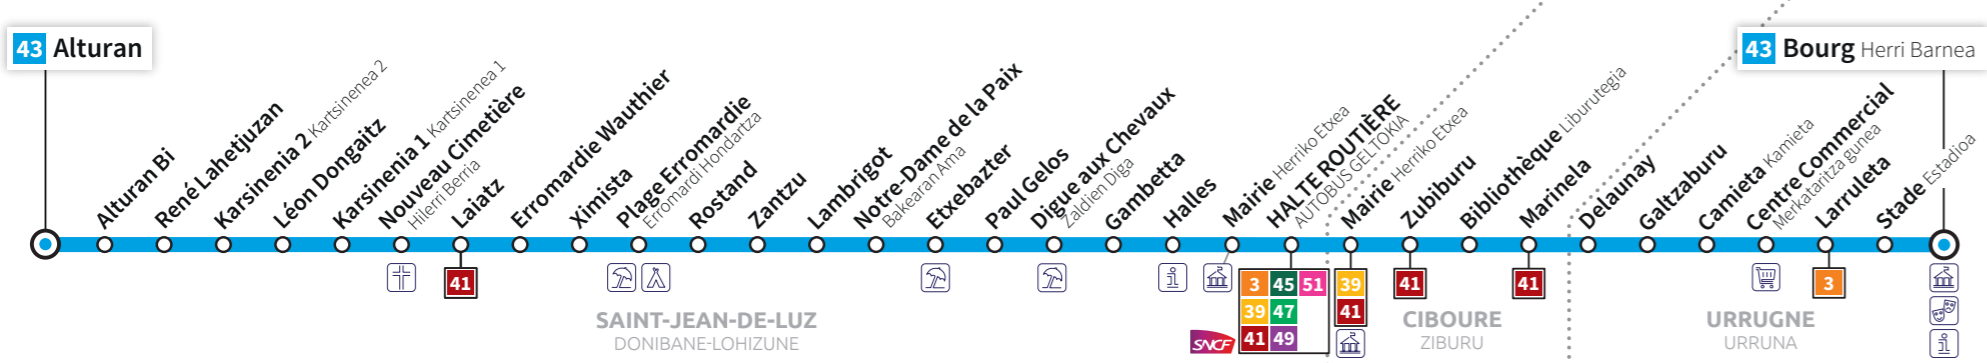 43 Alturan
43 Bourg Herri Barnea
Alturan Bi
René Lahetjuzan
Karsinenia 2 Kartsinenea 2
Léon Dongaitz
Karsinenia 1 Kartsinenea 1
Nouveau Cimetière
Hilerri Berria
Laiatz
Erromardie Wauthier
Ximista
Plage Erromardie
Erromardi Hondartza
Rostand
Zantzu
Lambrigot
Notre-Dame de la Paix
Bakearan Ama
Etxebazter
Paul Gelos
Digue aux Chevaux
Zaldien Diga
Gambetta
Halles
Mairie Herriko Etxea
HALTE ROUTIÈRE
AUTOBUS GELTOKIA
Mairie Herriko Etxea
Zubiburu
Bibliothèque Liburutegia
Marinela
Delaunay
Galtzaburu
Camieta Kamieta
Centre Commercial
Merkataritza gunea
Larruleta
Stade Estadioa
41
3 45 51
39 47
41 49
SNCF
39
41
41
41
3
SAINT-JEAN-DE-LUZ
DONIBANE-LOHIZUNE
CIBOURE
ZIBURU
URRUGNE
URRUNA